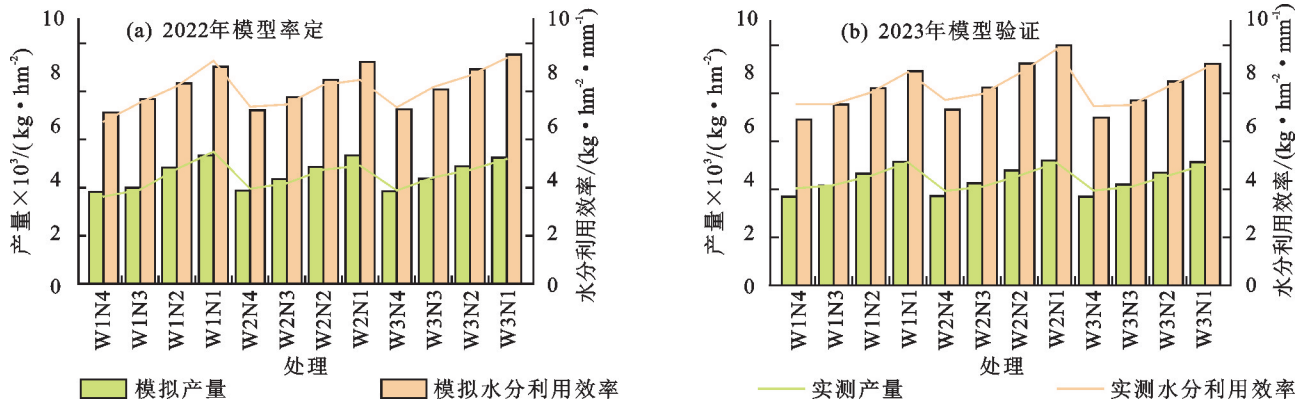 (a) 2022年模型率定
产量×10³/(kg·hm⁻²)
10
8
6
4
2
0
水分利用效率/(kg·hm⁻²·mm⁻¹)
10
8
6
4
2
0
W1N4
W1N3
W1N2
W1N1
W2N4
W2N3
W2N2
W2N1
W3N4
W3N3
W3N2
W3N1
处理
(b) 2023年模型验证
产量×10³/(kg·hm⁻²)
10
8
6
4
2
0
水分利用效率/(kg·hm⁻²·mm⁻¹)
10
8
6
4
2
0
W1N4
W1N3
W1N2
W1N1
W2N4
W2N3
W2N2
W2N1
W3N4
W3N3
W3N2
W3N1
处理
模拟产量
模拟水分利用效率
实测产量
实测水分利用效率